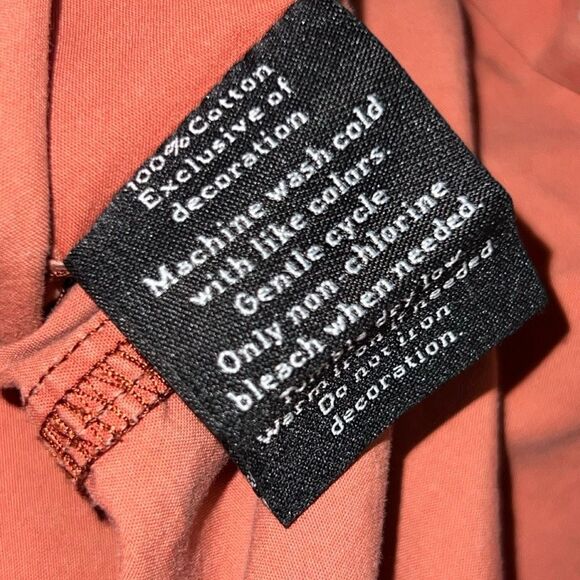 100% Cotton
Exclusive of
decoration
Machine wash cold
with like colors.
Gentle cycle
Only non chlorine
bleach when needed.
Tumble dry low
warm iron if needed
Do not iron
decoration.